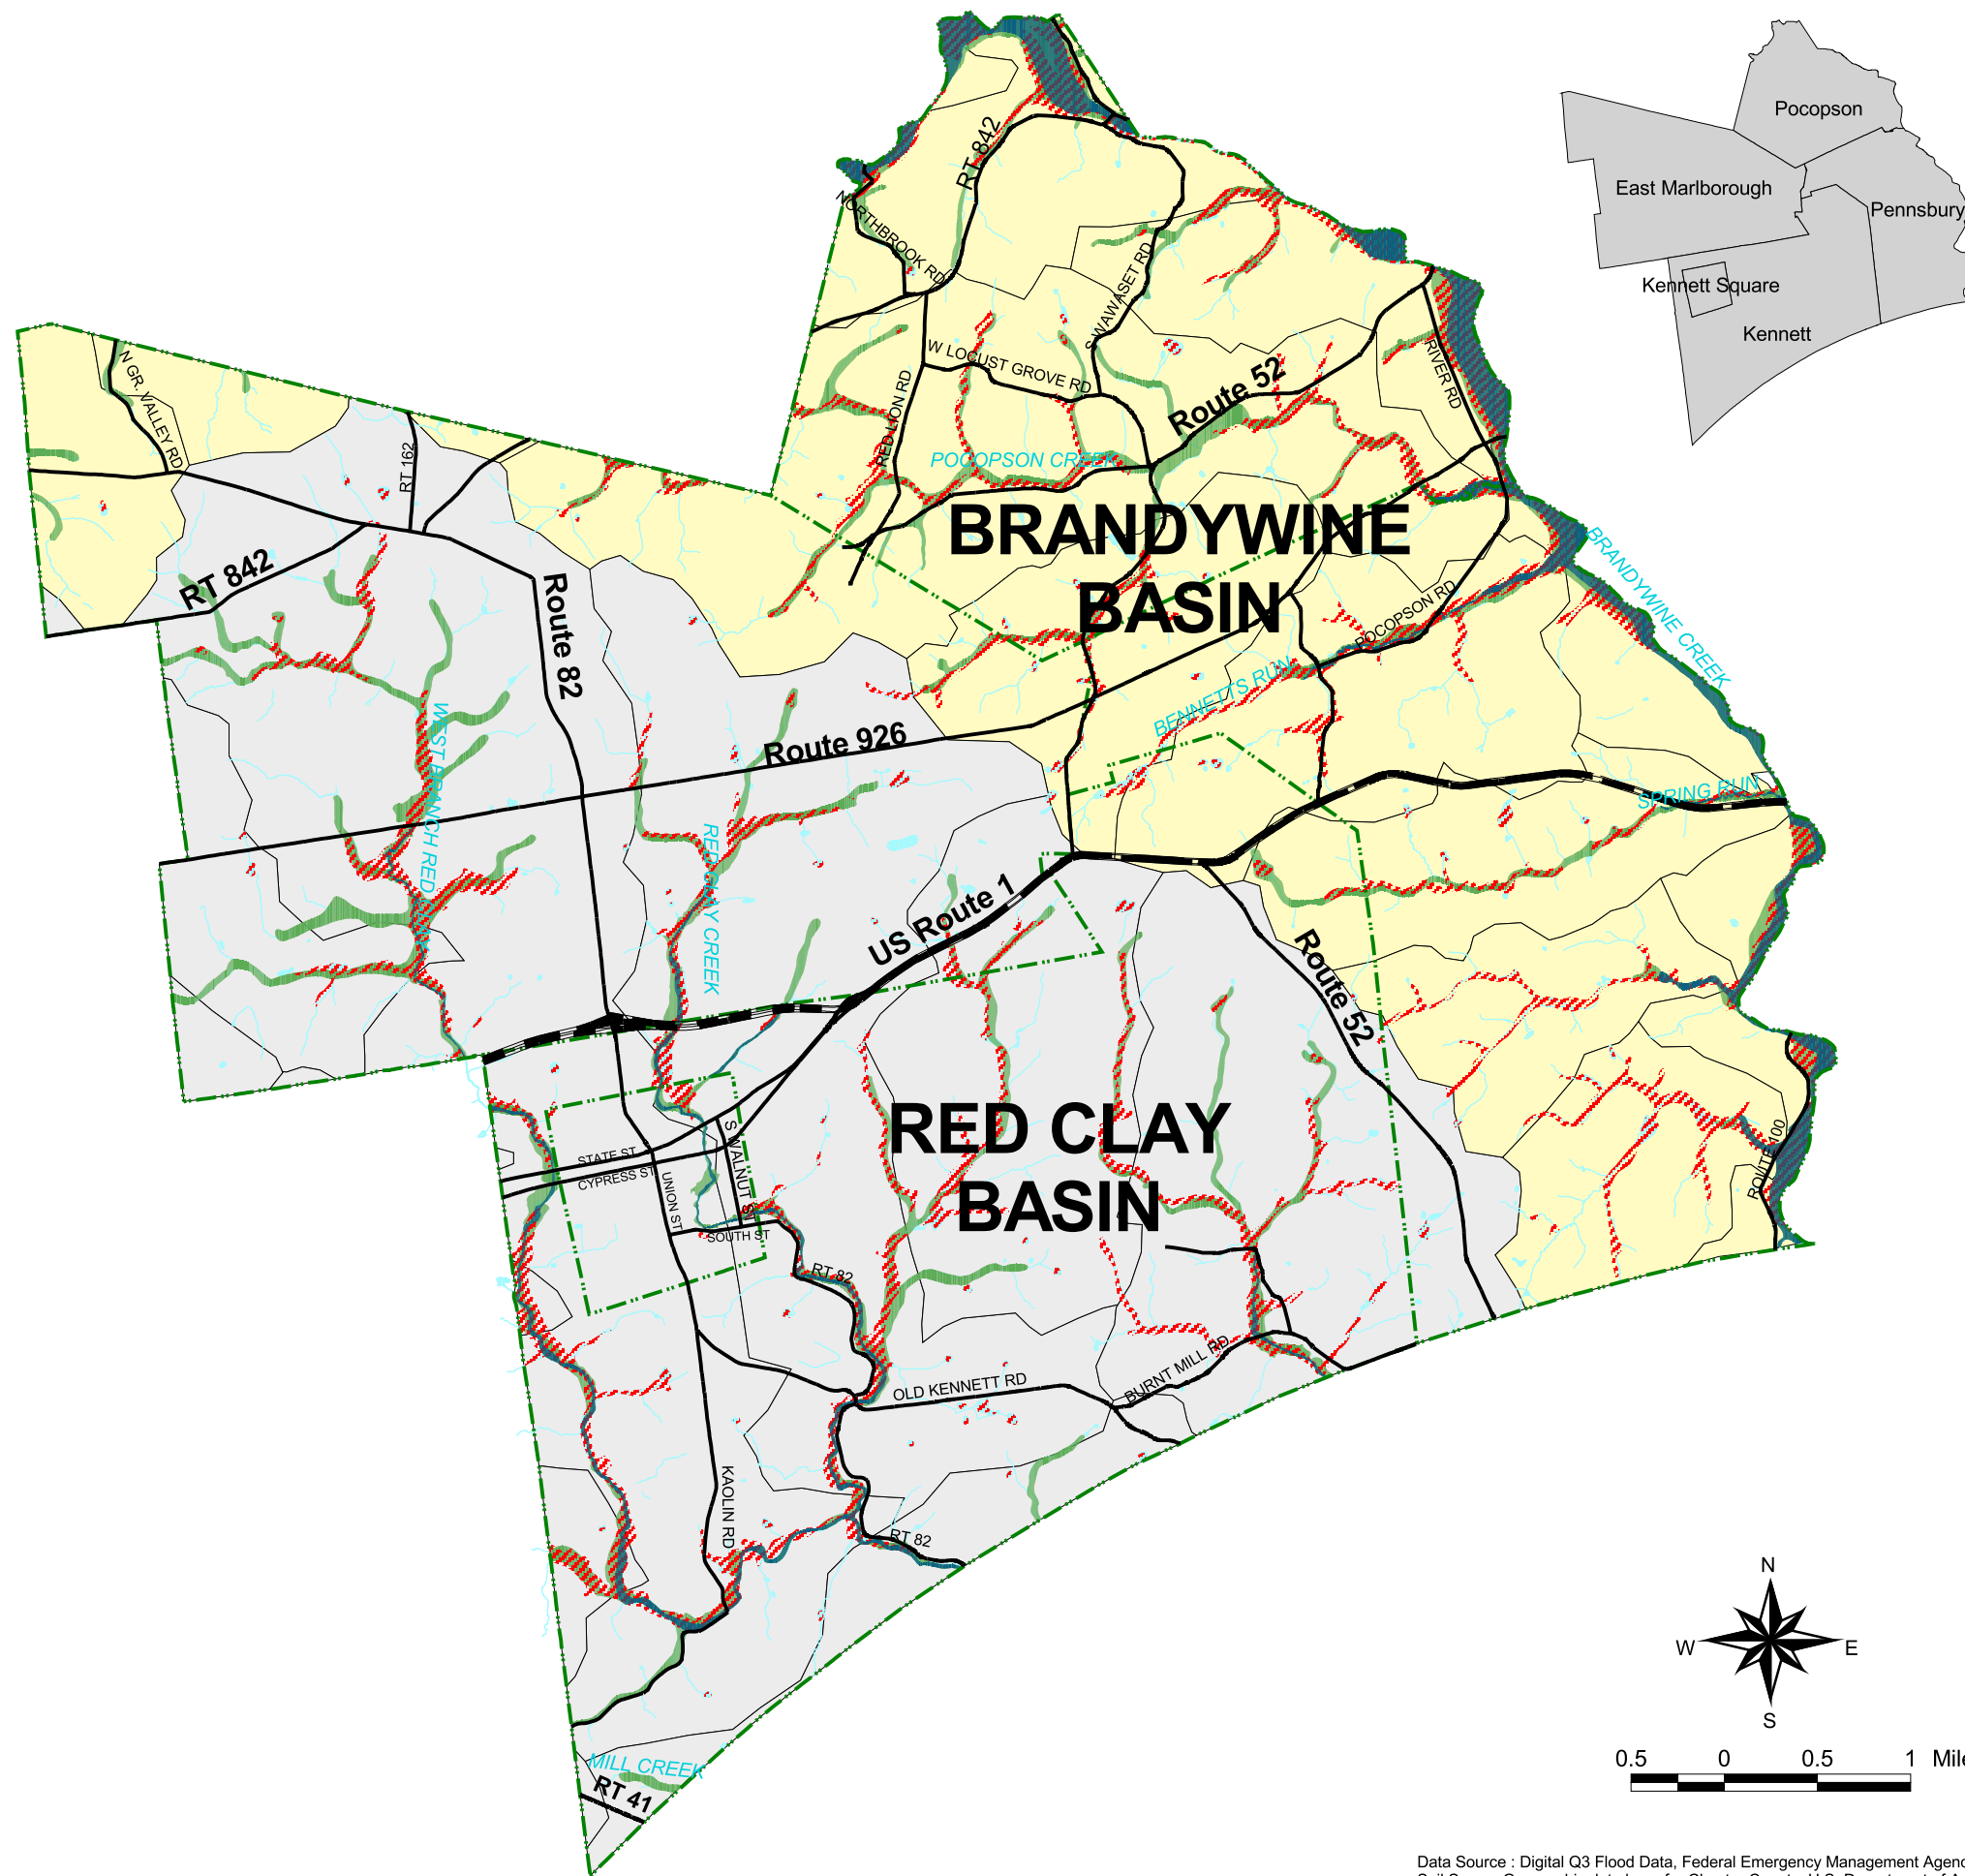 Pocopson
East Marlborough
Pennsbury
Kennett Square
Kennett
RT 842
NORTHBROOK RD
S WAWASET RD
W LOCUST GROVE RD
RED LION RD
Route 52
RIVER RD
N GR. VALLEY RD
RT 162
POCOPSON CREEK
BRANDYWINE
BASIN
BRANDYWINE CREEK
RT 842
Route 82
POCOPSON RD
BENNETTS RUN
Route 926
WEST BRANCH RED
SPRING RUN
RED CLAY CREEK
US Route 1
Route 52
RED CLAY
BASIN
STATE ST
CYPRESS ST
UNION ST
S WALNUT ST
SOUTH ST
ROUTE 100
RT 82
BURNT MILL RD
OLD KENNETT RD
KAOLIN RD
RT 82
N
W
E
S
MILL CREEK
RT 41
0.5 0 0.5 1 Mile
Data Source : Digital Q3 Flood Data, Federal Emergency Management Agen